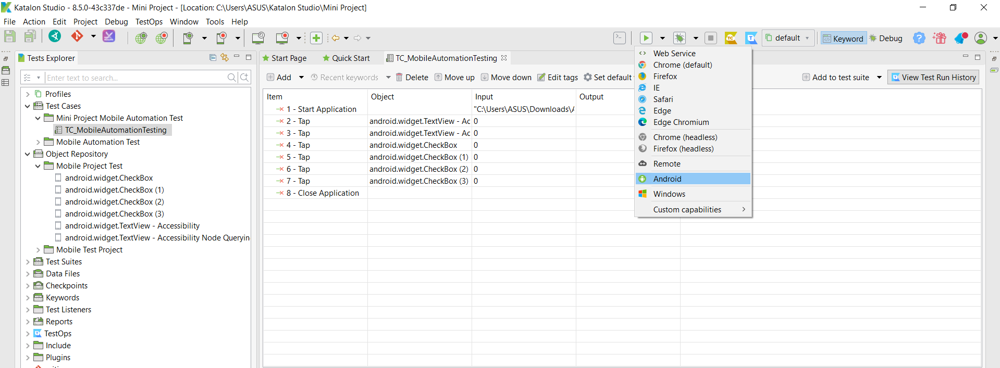 Katalon Studio - 8.5.0-43c337de - Mini Project - [Location: C:\Users\ASUS\Katalon Studio\Mini Project]
File Action Edit Project Debug TestOps Window Tools Help
default Keyword Debug
Tests Explorer
Start Page Quick Start TC_MobileAutomationTesting
Enter text to search...
Add Recent keywords Delete Move up Move down Edit tags Set default
Add to test suite View Test Run History
Profiles
Test Cases
Mini Project Mobile Automation Test
TC_MobileAutomationTesting
Mobile Automation Test
Object Repository
Mobile Project Test
android.widget.CheckBox
android.widget.CheckBox (1)
android.widget.CheckBox (2)
android.widget.CheckBox (3)
android.widget.TextView - Accessibility
android.widget.TextView - Accessibility Node Queryin
Mobile Test Project
Test Suites
Data Files
Checkpoints
Keywords
Test Listeners
Reports
TestOps
Include
Plugins
Item Object Input Output
1 - Start Application "C:\Users\ASUS\Downloads\A
2 - Tap android.widget.TextView - Ac 0
3 - Tap android.widget.TextView - Ac 0
4 - Tap android.widget.CheckBox 0
5 - Tap android.widget.CheckBox (1) 0
6 - Tap android.widget.CheckBox (2) 0
7 - Tap android.widget.CheckBox (3) 0
8 - Close Application
Web Service
Chrome (default)
Firefox
IE
Safari
Edge
Edge Chromium
Chrome (headless)
Firefox (headless)
Remote
Android
Windows
Custom capabilities